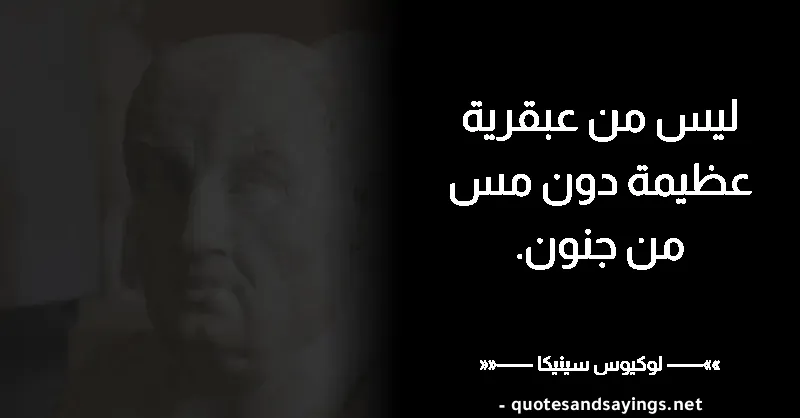 ليس من عبقرية
عظيمة دون مس
من جنون.
»»—— لوكيوس سينيكا ——««
- quotesandsayings.net